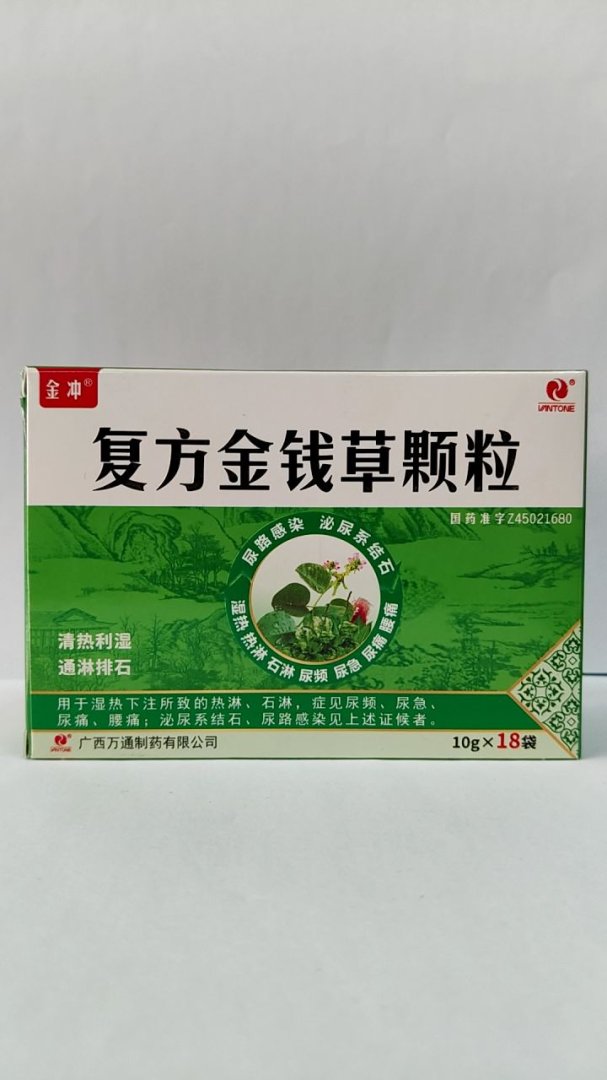 金冲®
VANTONE®
复方金钱草颗粒
国药准字Z45021680
尿路感染 泌尿系结石
湿热 热淋 石淋 尿频 尿急 尿痛 腰痛
清热利湿
通淋排石
用于湿热下注所致的热淋、石淋,症见尿频、尿急、
尿痛、腰痛;泌尿系结石、尿路感染见上述证候者。
VANTONE 广西万通制药有限公司
10g×18袋